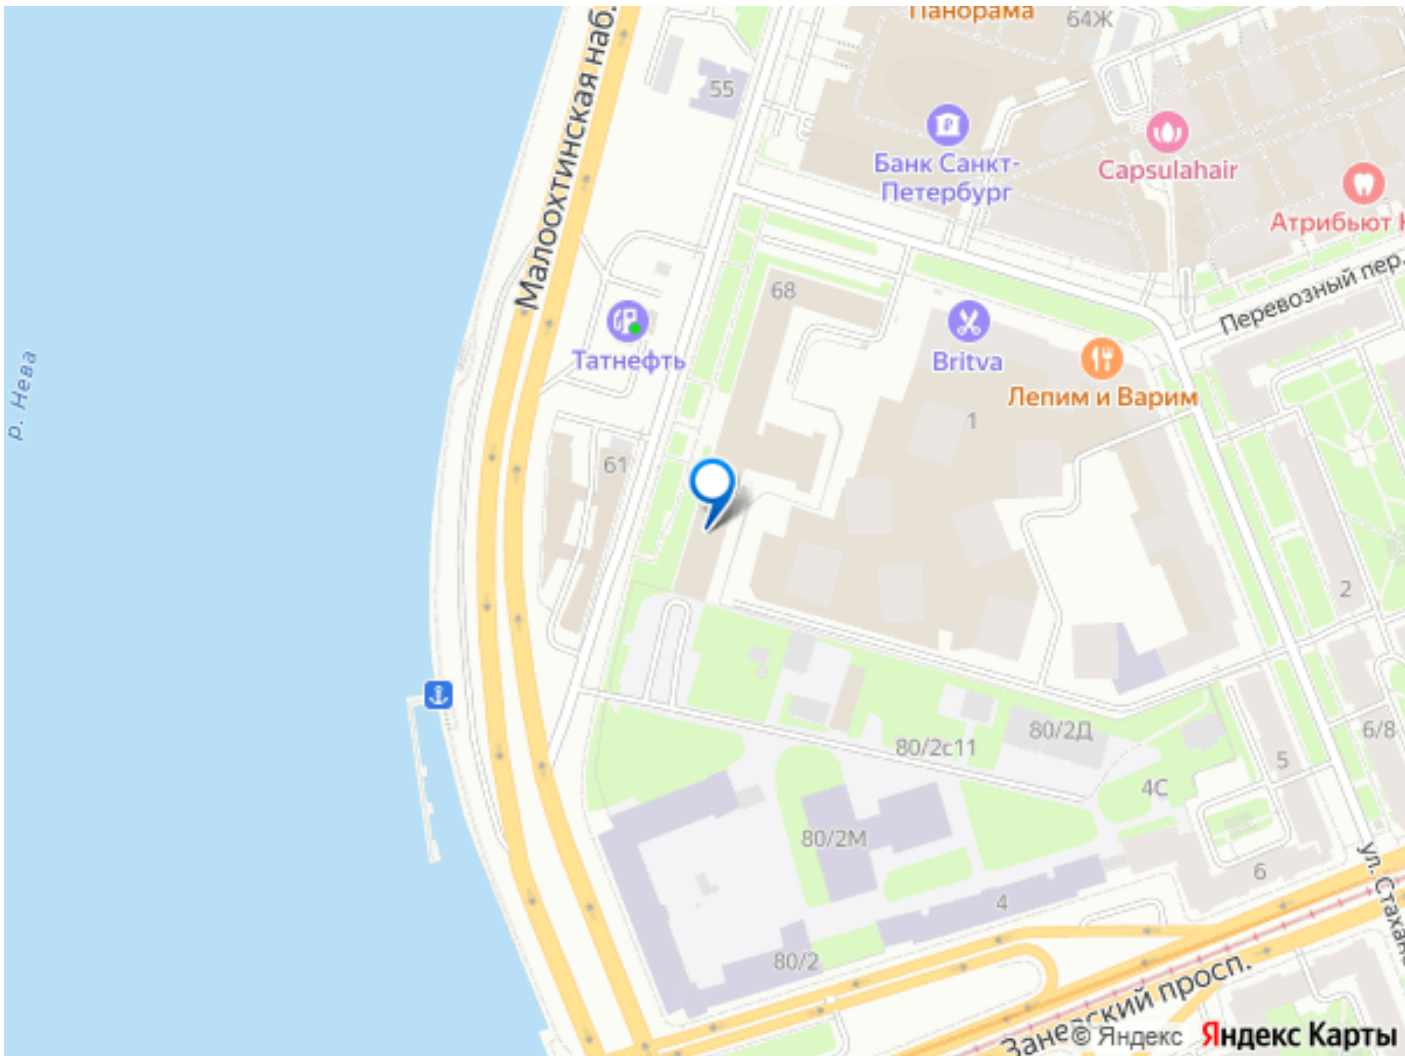 Панорама
64Ж
Малоохтинская наб.
55
Банк Санкт-
Петербург
Capsulahair
Атрибьют
Перевозный пер.
68
Татнефть
Britva
Лепим и Варим
р. Нева
1
61
2
80/2с11
80/2Д
6/8
5
4С
80/2М
ул. Стахан
6
4
80/2
Заневский просп.
© Яндекс Яндекс Карты